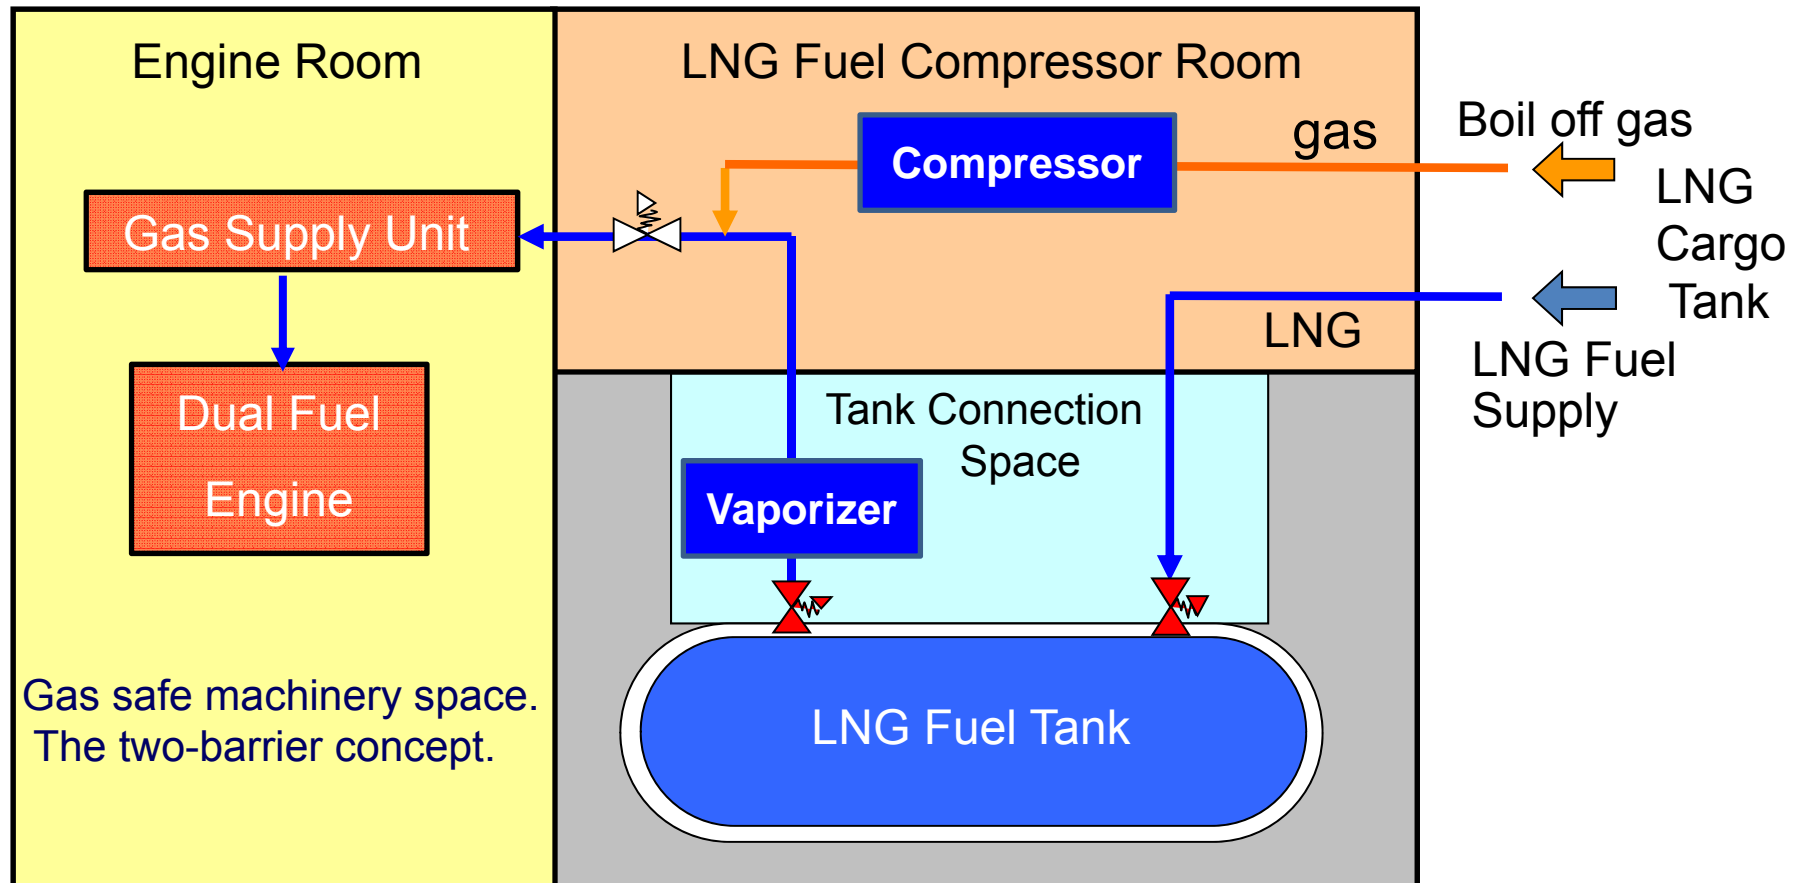 Engine Room
LNG Fuel Compressor Room
Boil off gas
gas
Compressor
LNG
Cargo
Tank
Gas Supply Unit
LNG
LNG Fuel
Supply
Dual Fuel
Engine
Tank Connection
Space
Vaporizer
Gas safe machinery space.
The two-barrier concept.
LNG Fuel Tank